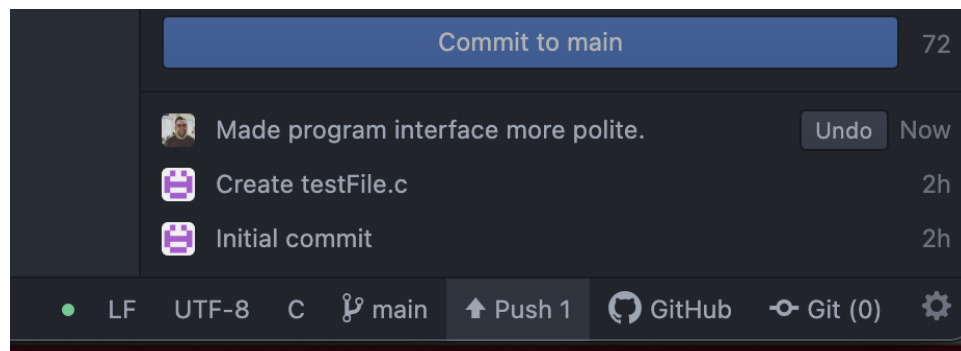 Commit to main 72
Made program interface more polite. Undo Now
Create testFile.c 2h
Initial commit 2h
LF UTF-8 C main Push 1 GitHub Git (0)